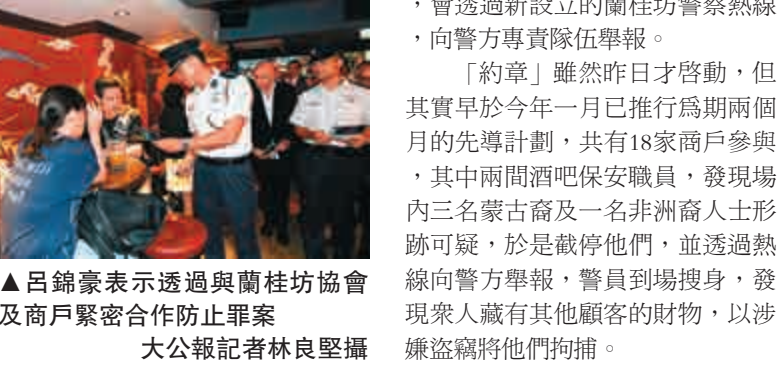 ▲呂錦豪表示透過與蘭桂坊協會
及商戶緊密合作防止罪案
大公報記者林良堅攝
，會透過新設立的蘭桂坊警察熱線
，向警方專責隊伍舉報。
「約章」雖然昨日才啓動，但
其實早於今年一月已推行爲期兩個
月的先導計劃，共有18家商戶參與
，其中兩間酒吧保安職員，發現場
內三名蒙古裔及一名非洲裔人士形
跡可疑，於是截停他們，並透過熱
線向警方舉報，警員到場搜身，發
現衆人藏有其他顧客的財物，以涉
嫌盜竊將他們拘捕。